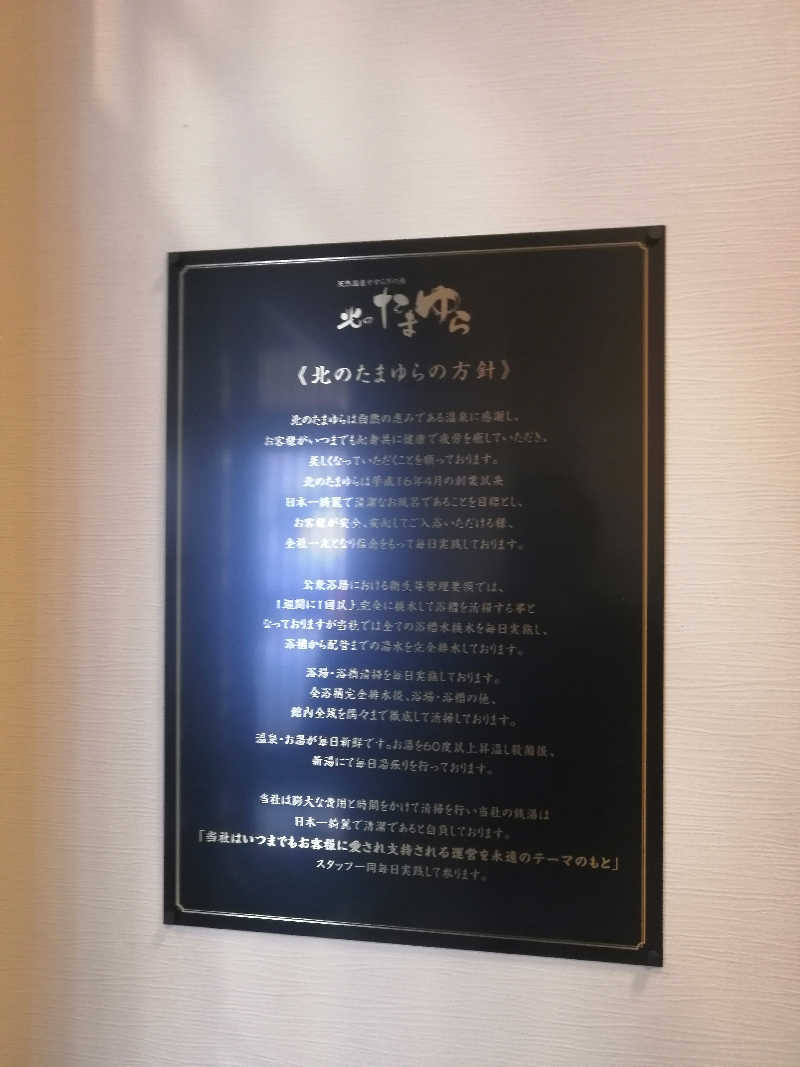 天然温泉やすらぎの湯
北のたまゆら
《北のたまゆらの方針》
北のたまゆらは自然の恵みである温泉に感謝し、
お客様がいつまでも心身共に健康で疲労を癒していただき、
美しくなっていただくことを願っております。
北のたまゆらは平成16年4月の創業以来
日本一綺麗で清潔なお風呂であることを目標とし、
お客様が安全、安心してご入浴いただける様、
全社一丸となり信念をもって毎日実践しております。
公衆浴場における衛生等管理要領では、
1週間に1回以上完全に換水して浴槽を清掃する事と
なっておりますが当社では全ての浴槽水換水を毎日実施し、
浴槽から配管までの湯水を完全排水しております。
浴場・浴槽清掃を毎日実施しております。
全浴槽完全排水後、浴場・浴槽の他、
館内全域を隅々まで徹底して清掃しております。
温泉・お湯が毎日新鮮です。お湯を60度以上昇温し殺菌後、
新湯にて毎日湯張りを行っております。
当社は膨大な費用と時間をかけて清掃を行い当社の銭湯は
日本一綺麗で清潔であると自負しております。
「当社はいつまでもお客様に愛され支持される運営を永遠のテーマのもと」
スタッフ一同毎日実践して参ります。